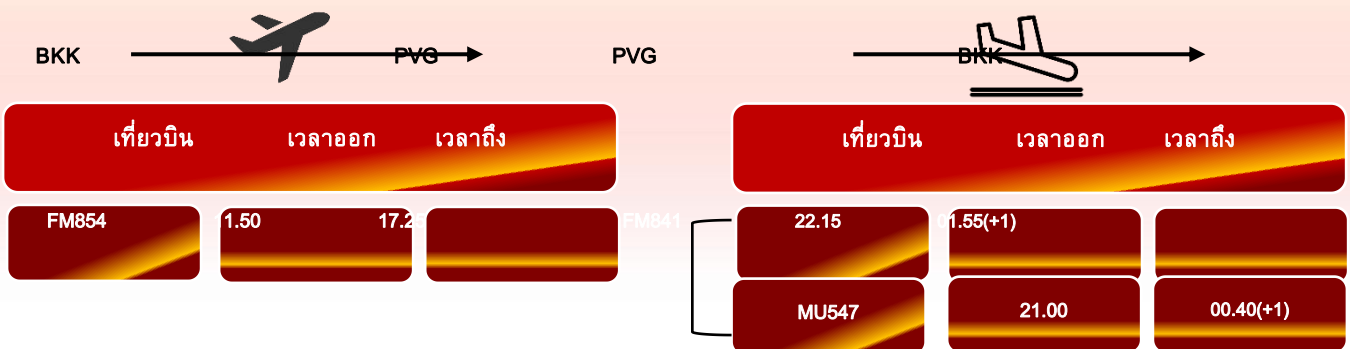 BKK PVG PVG BKK
เที่ยวบิน เวลาออก เวลาถึง เที่ยวบิน เวลาออก เวลาถึง
FM854 1.50 17.2 FM841 22.15 01.55(+1)
MU547 21.00 00.40(+1)